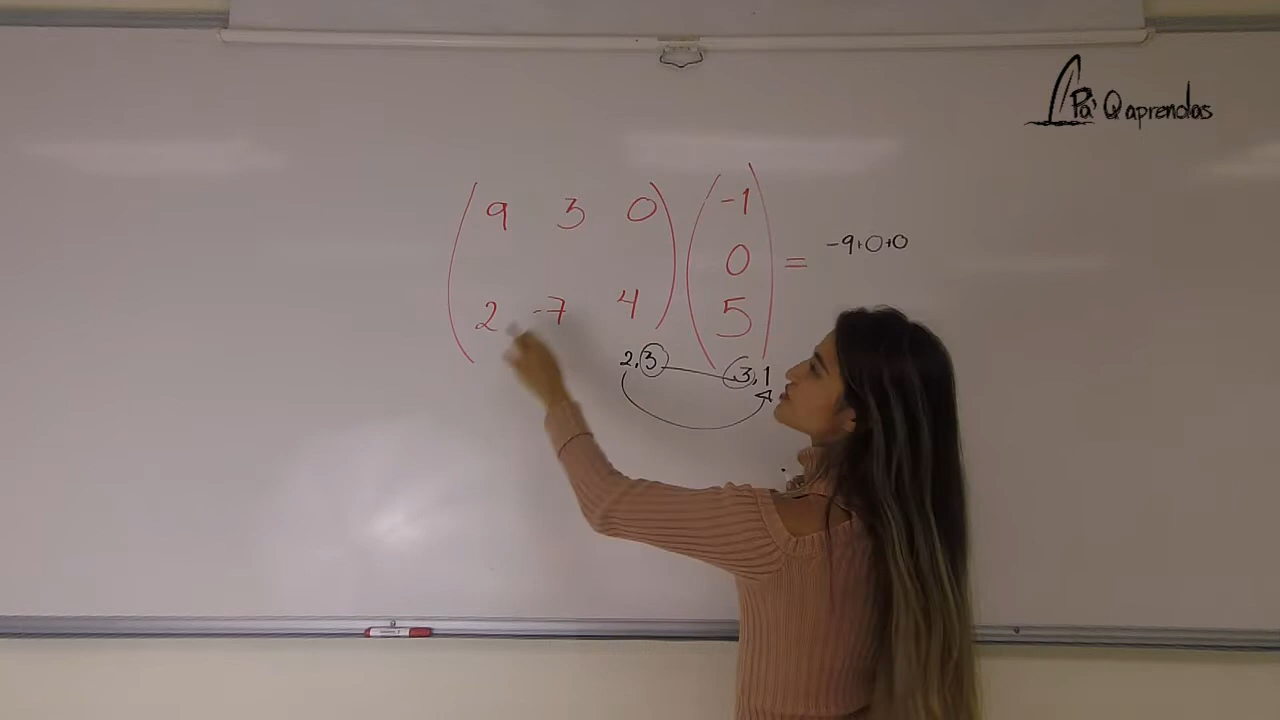 Pa' Q aprendas
9 3 0 -1
0 = -9+0+0
2 -7 4 5
2,3 3,1